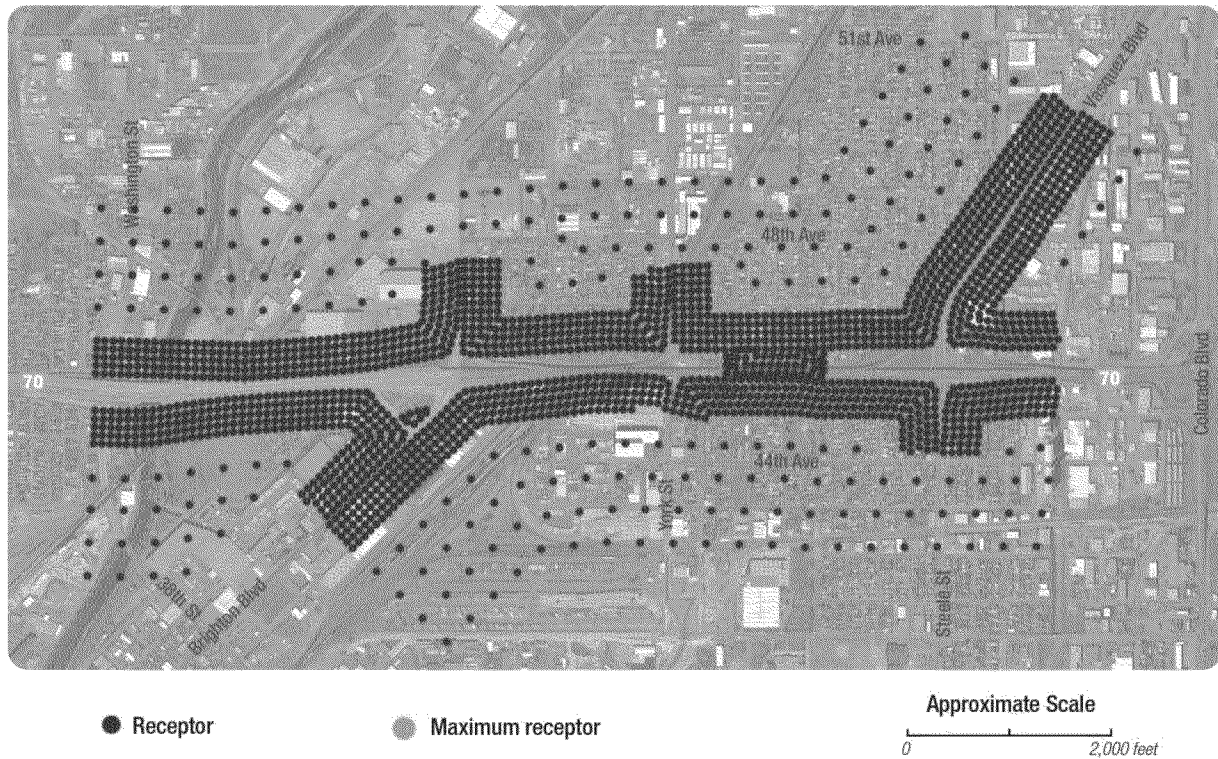 51st Ave
Vasquez Blvd
Washington St
48th Ave
70
70
Colorado Blvd
44th Ave
York St
38th St
Brighton Blvd
Steele St
Receptor
Maximum receptor
Approximate Scale
0
2,000 feet